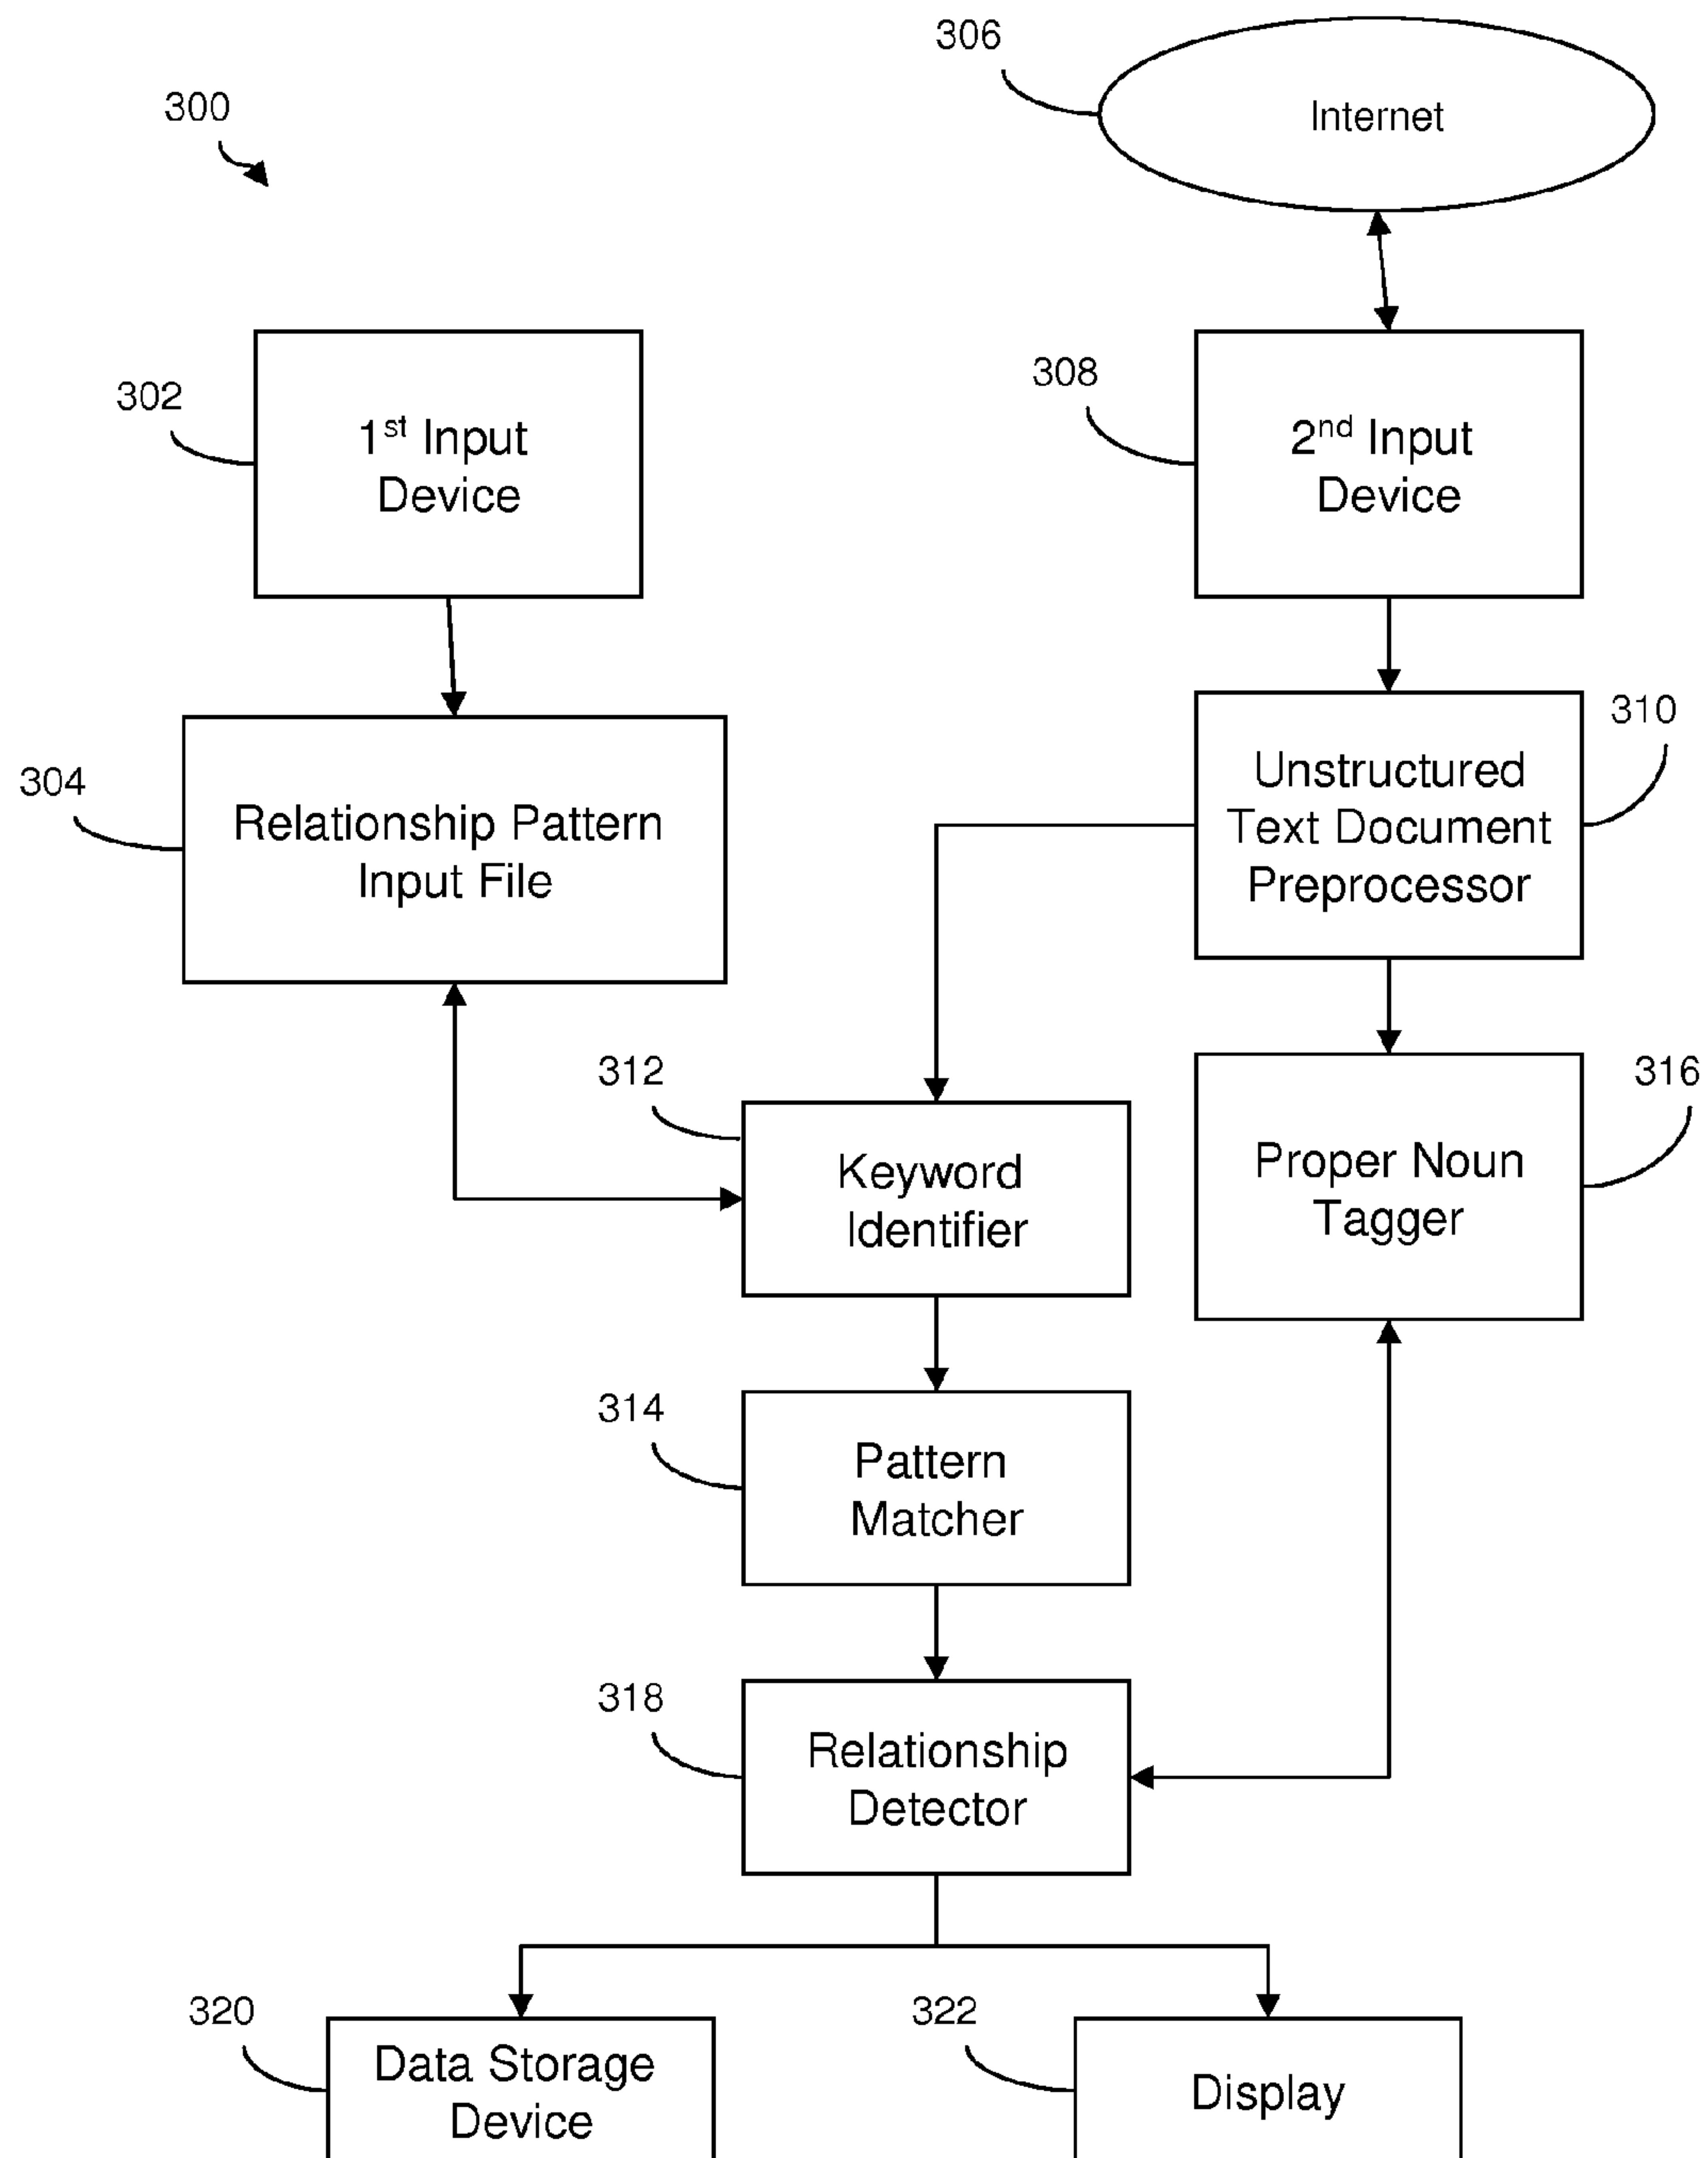 306
Internet
300
302
1st Input
Device
308
2nd Input
Device
304
Relationship Pattern
Input File
310
Unstructured
Text Document
Preprocessor
312
Keyword
Identifier
316
Proper Noun
Tagger
314
Pattern
Matcher
318
Relationship
Detector
320
Data Storage
Device
322
Display